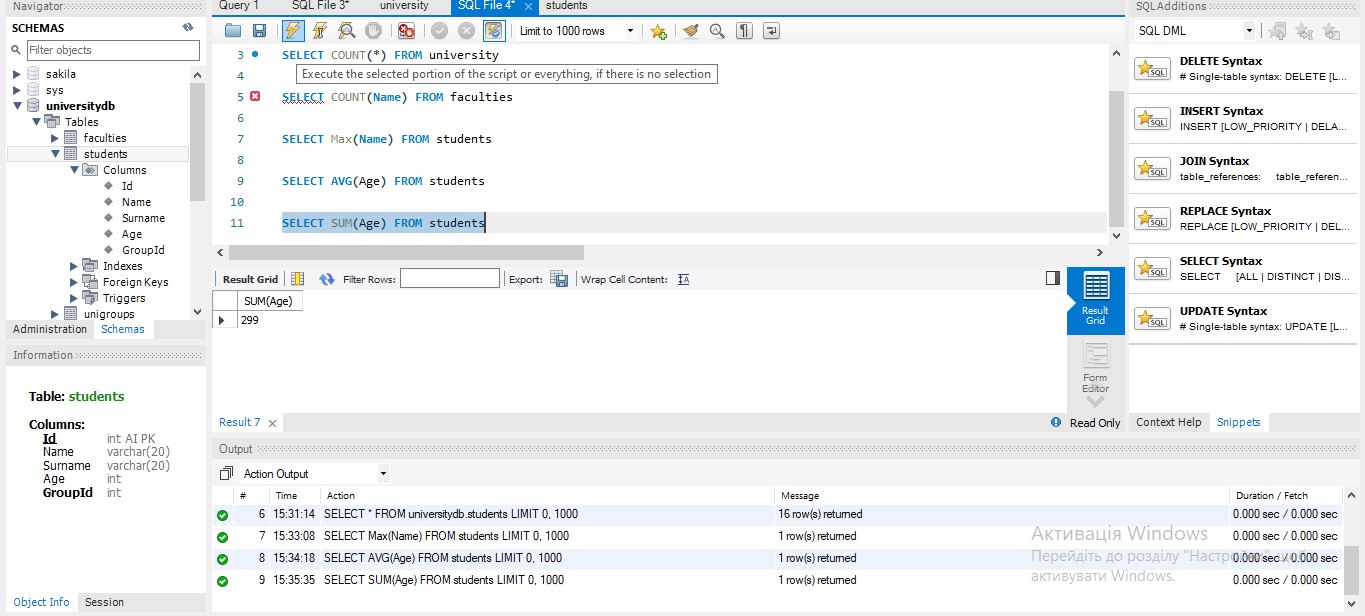 Navigator
SCHEMAS
Filter objects
sakila
sys
universitydb
Tables
faculties
students
Columns
Id
Name
Surname
Age
GroupId
Indexes
Foreign Keys
Triggers
unigroups
Administration Schemas
Information
Table: students
Columns:
Id int AI PK
Name varchar(20)
Surname varchar(20)
Age int
GroupId int
Object Info Session
Query 1 SQL File 3* university SQL File 4* students
Limit to 1000 rows
3 SELECT COUNT(*) FROM university
Execute the selected portion of the script or everything, if there is no selection
4
5 SELECT COUNT(Name) FROM faculties
6
7 SELECT Max(Name) FROM students
8
9 SELECT AVG(Age) FROM students
10
11 SELECT SUM(Age) FROM students
Result Grid Filter Rows: Export: Wrap Cell Content:
SUM(Age)
299
Result Grid
Form Editor
Result 7 Read Only
Output
Action Output
# Time Action Message Duration / Fetch
6 15:31:14 SELECT * FROM universitydb.students LIMIT 0, 1000 16 row(s) returned 0.000 sec / 0.000 sec
7 15:33:08 SELECT Max(Name) FROM students LIMIT 0, 1000 1 row(s) returned 0.000 sec / 0.000 sec
8 15:34:18 SELECT AVG(Age) FROM students LIMIT 0, 1000 1 row(s) returned 0.000 sec / 0.000 sec
9 15:35:35 SELECT SUM(Age) FROM students LIMIT 0, 1000 1 row(s) returned 0.000 sec / 0.000 sec
Активація Windows
Перейдіть до розділу "Настройки", щоб
активувати Windows.
SQLAdditions
SQL DML
SQL
DELETE Syntax
# Single-table syntax: DELETE [L...
SQL
INSERT Syntax
INSERT [LOW_PRIORITY | DELA...
SQL
JOIN Syntax
table_references: table_referen...
SQL
REPLACE Syntax
REPLACE [LOW_PRIORITY | DEL...
SQL
SELECT Syntax
SELECT [ALL | DISTINCT | DIS...
SQL
UPDATE Syntax
# Single-table syntax: UPDATE [L...
Context Help Snippets